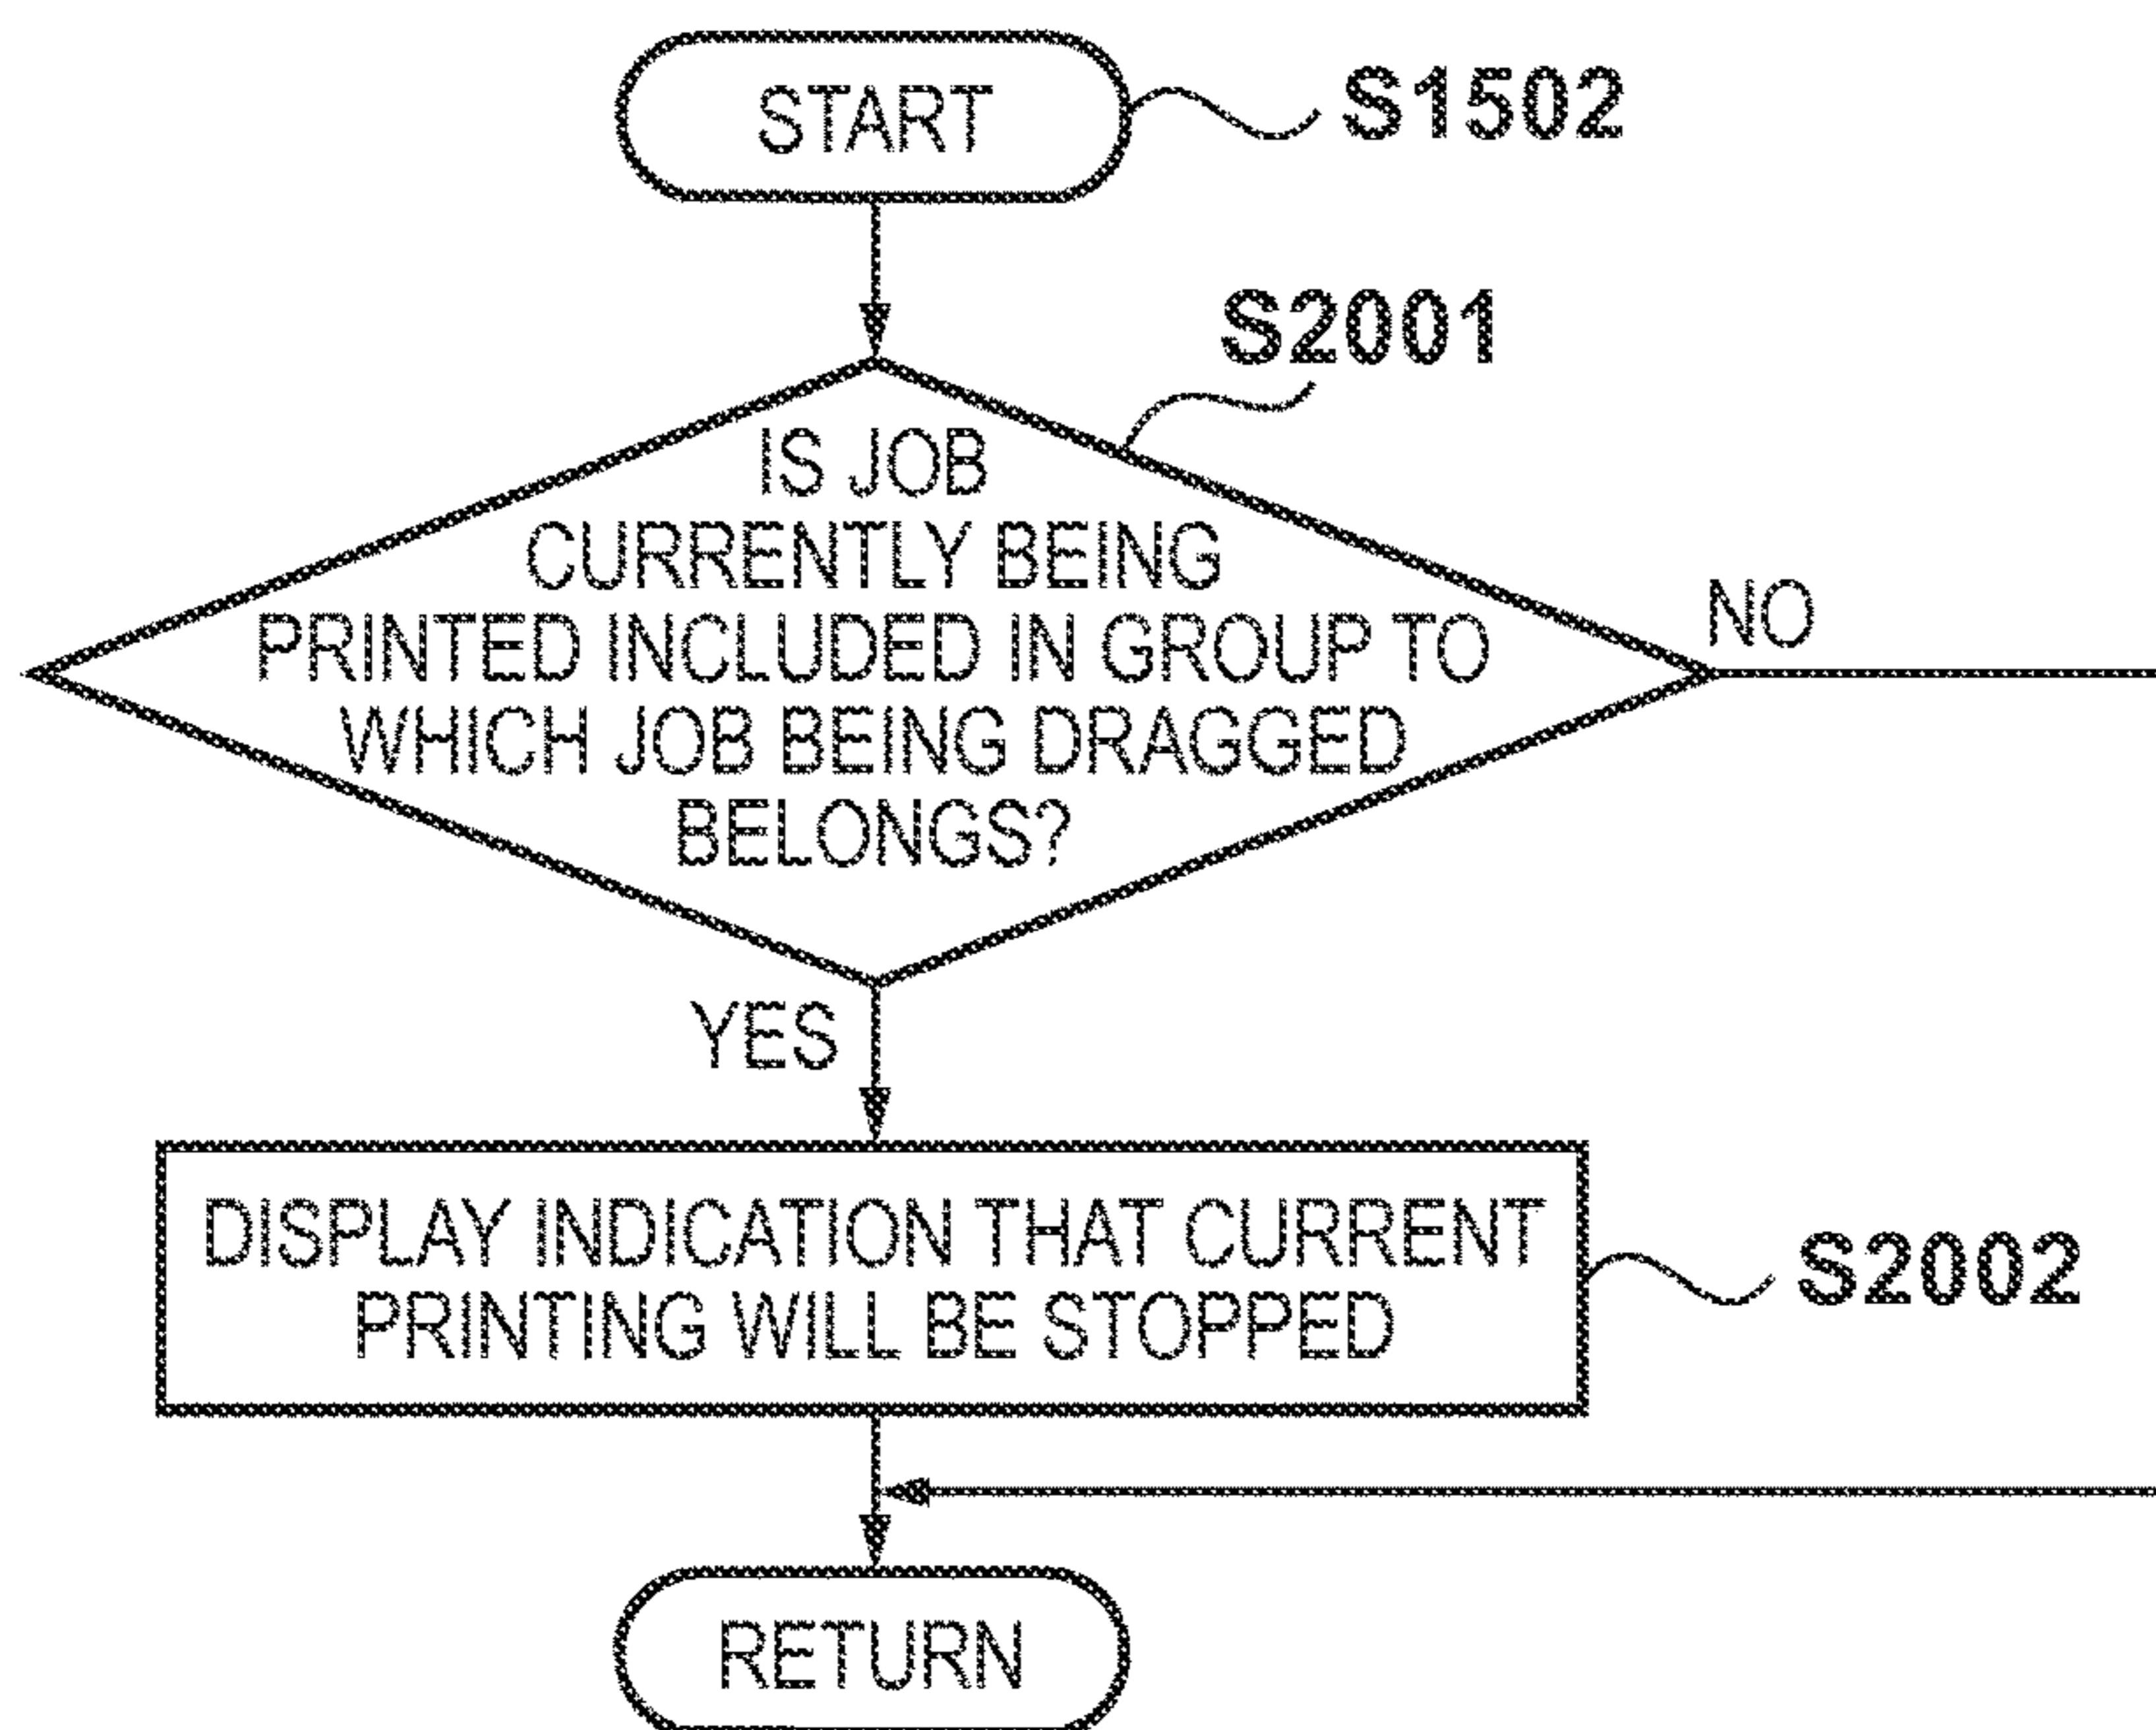 START
S1502
S2001
IS JOB
CURRENTLY BEING
PRINTED INCLUDED IN GROUP TO
WHICH JOB BEING DRAGGED
BELONGS?
NO
YES
DISPLAY INDICATION THAT CURRENT
PRINTING WILL BE STOPPED
S2002
RETURN